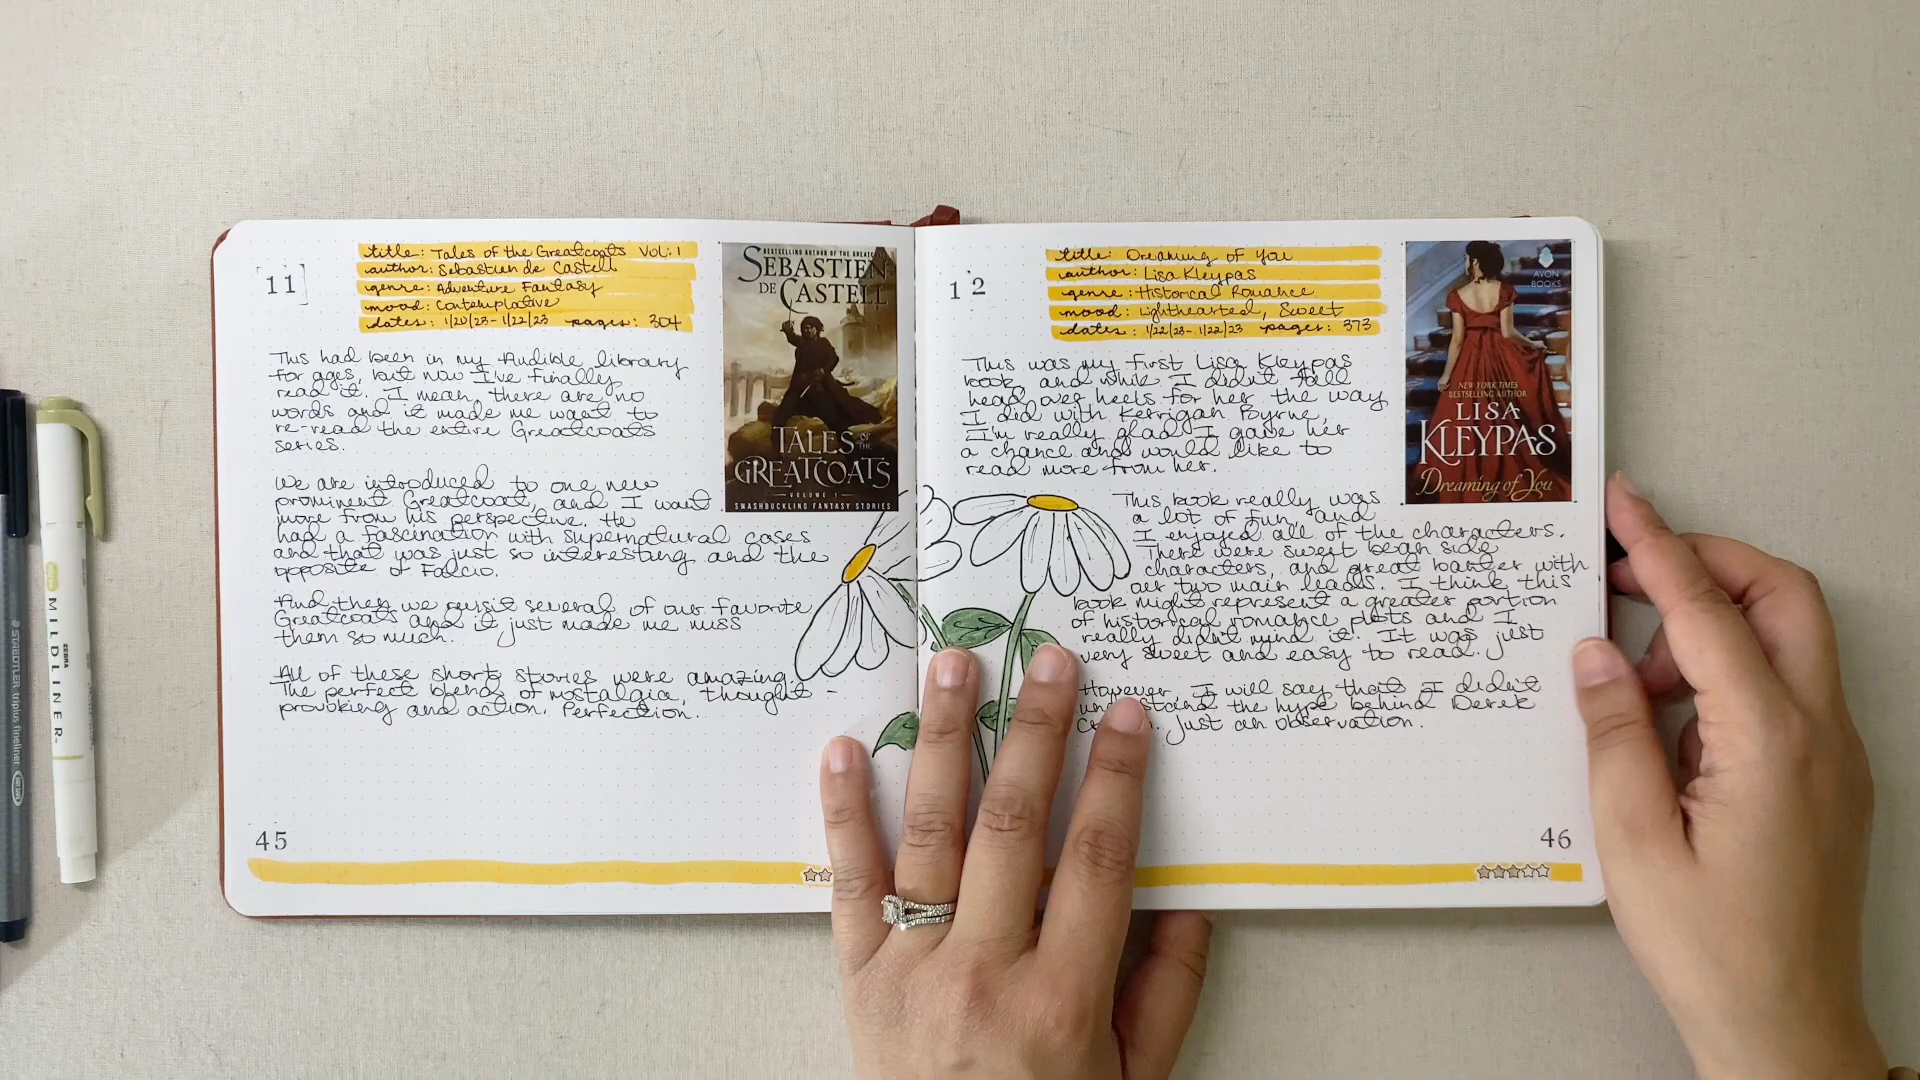 [11]
title: Tales of the Greatcoats Vol: 1
author: Sebastien de Castell
genre: Adventure Fantasy
mood: Contemplative
dates: 1/20/23 - 1/22/23 pages: 304
This had been in my Audible library
for ages, but now I've finally
read it. I mean, there are no
words and it made me want to
re-read the entire Greatcoats
series.
We are introduced to one new
prominent Greatcoat, and I want
more from his perspective. He
had a fascination with supernatural cases
and that was just so interesting and the
opposite of Falcio.
And then we revisit several of our favorite
Greatcoats and it just made me miss
them so much.
All of these short stories were amazing.
The perfect blend of nostalgia, thought-
provoking and action. Perfection.
45
BESTSELLING AUTHOR OF THE GREATC
SEBASTIEN
DE CASTELL
TALES OF THE
GREATCOATS
VOLUME 1
SWASHBUCKLING FANTASY STORIES
12
title: Dreaming of You
author: Lisa Kleypas
genre: Historical Romance
mood: Lighthearted, Sweet
dates: 1/22/23 - 1/22/23 pages: 373
This was my first Lisa Kleypas
book, and while I didn't fall
head over heels for her the way
I did with Kerrigan Byrne,
I'm really glad I gave her
a chance and would like to
read more from her.
This book really was
a lot of fun, and
I enjoyed all of the characters.
There were sweet bean side
characters, and great banter with
our two main leads. I think this
book might represent a greater portion
of historical romance plots and I
really didn't mind it. It was just
very sweet and easy to read.
However, I will say that I didn't
understand the hype behind Derek
Just an observation.
46
AVON
BOOKS
NEW YORK TIMES
BESTSELLING AUTHOR
LISA
KLEYPAS
Dreaming of You
STAEDTLER triplus fineliner
ZEBRA
MILDLINER